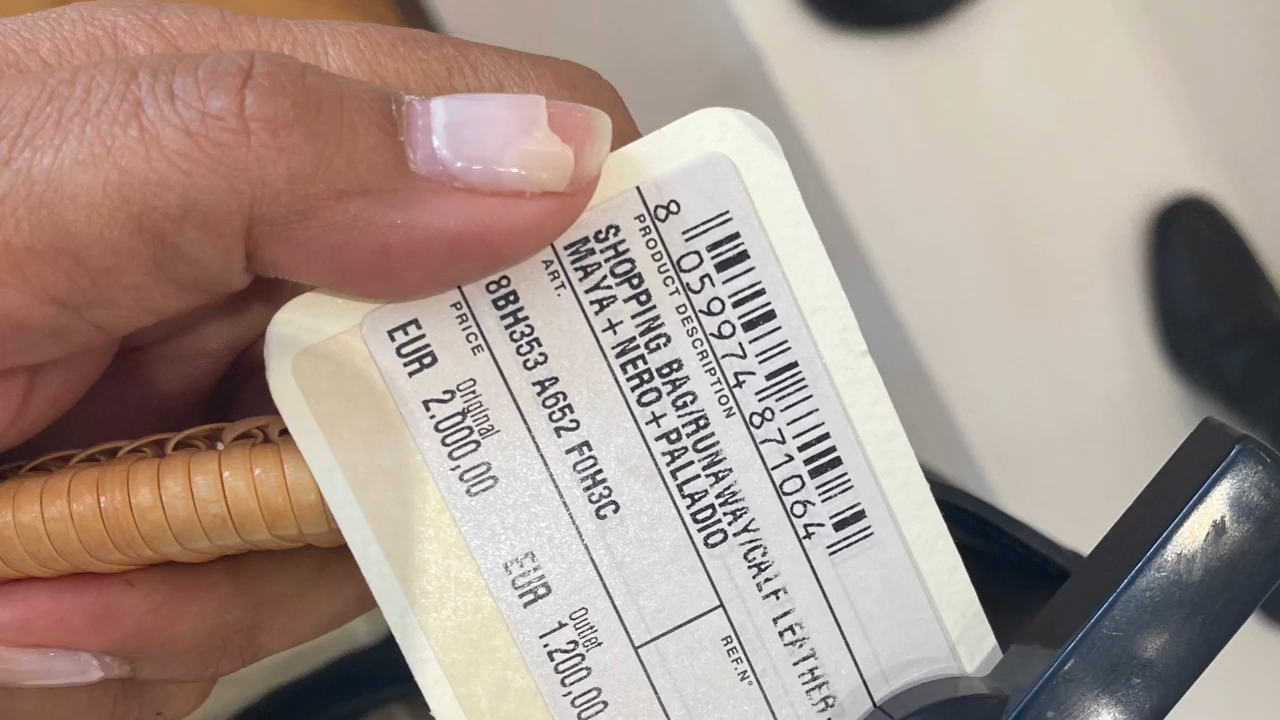 8 059974 871064
PRODUCT DESCRIPTION
SHOPPING BAG/RUNAWAY/CALF LEATHER
MAYA+NERO+PALLADIO
ART.
8BH353 A652 F0H3C
REF.N°
PRICE
Original
EUR 2.000,00
Outlet
EUR 1.200,00